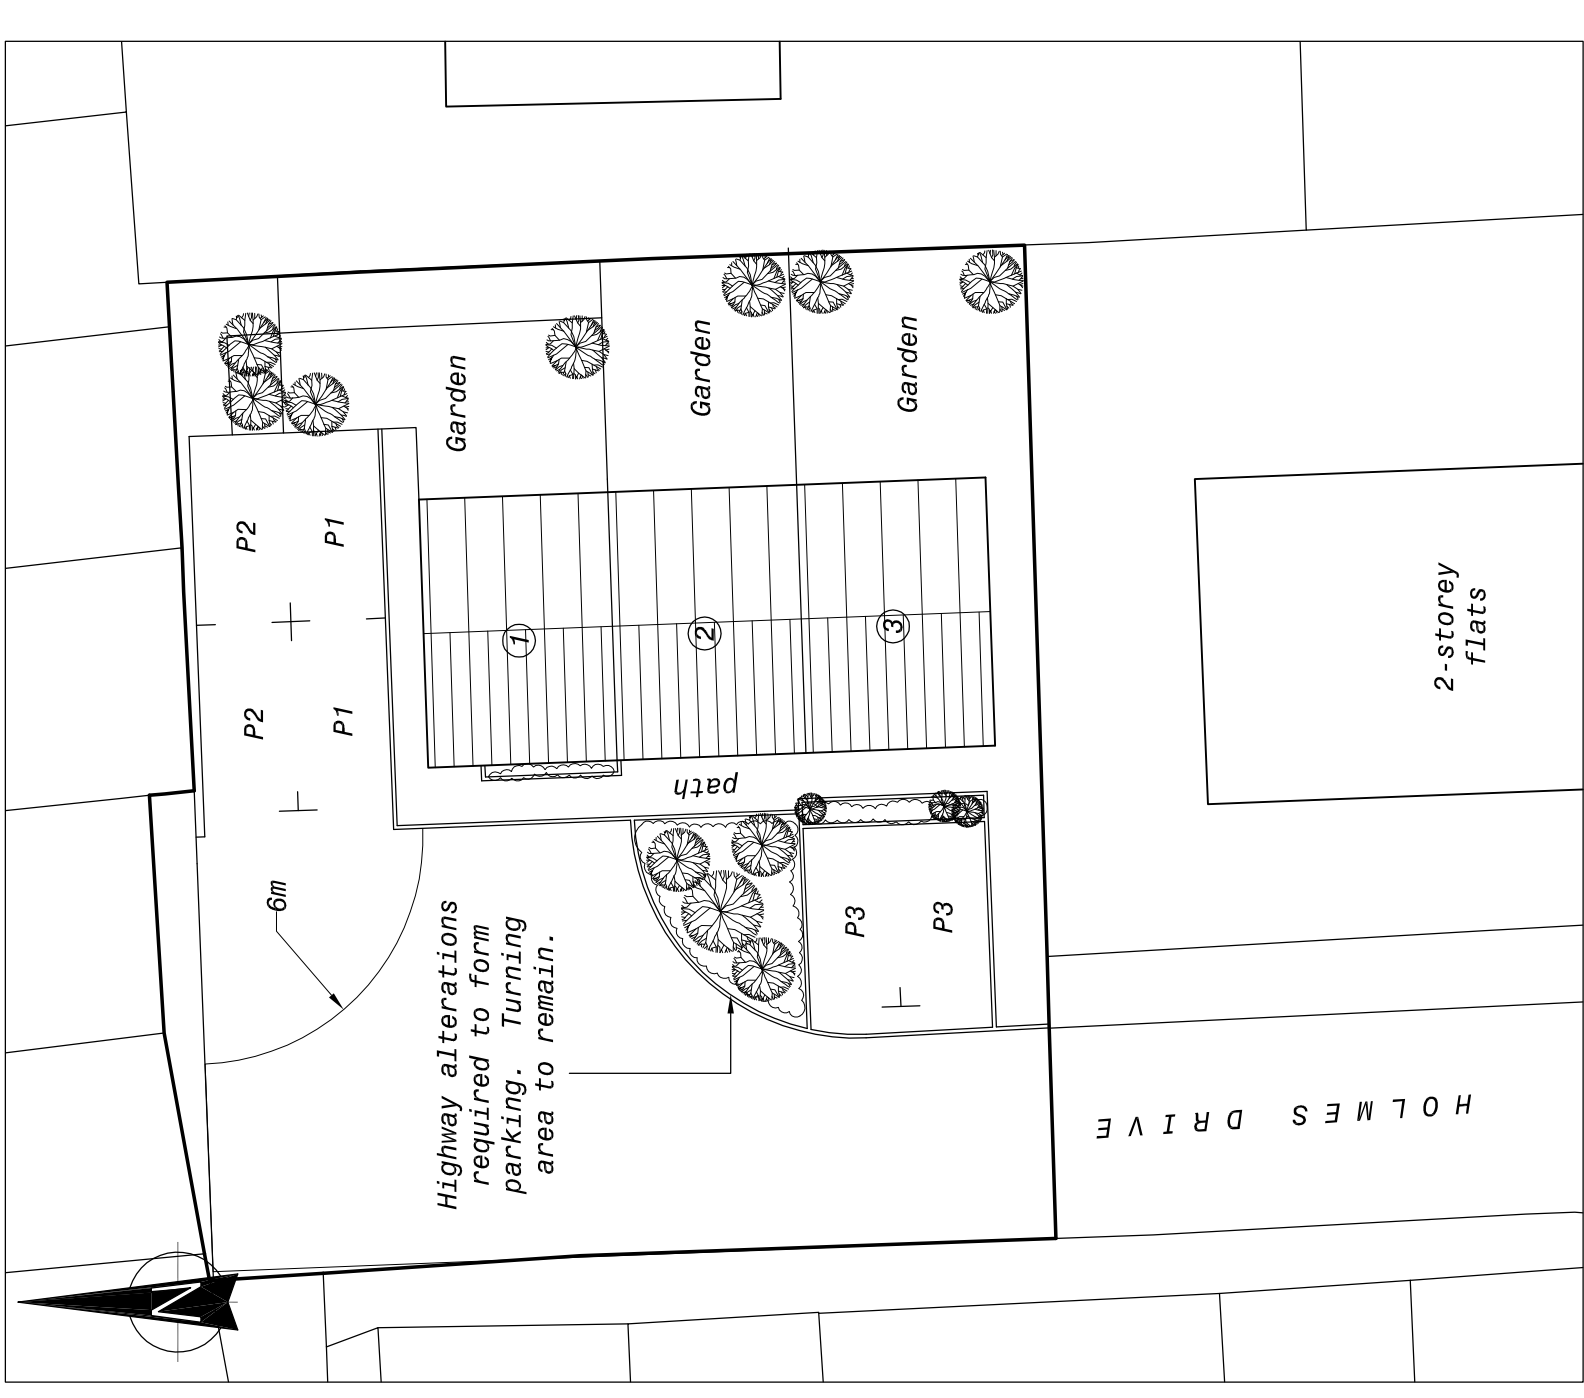 Garden
Garden
Garden
P2
P1
P2
P1
1
2
3
2-storey
flats
path
6m
P3
P3
Highway alterations
required to form
parking. Turning
area to remain.
HOLMES DRIVE
N